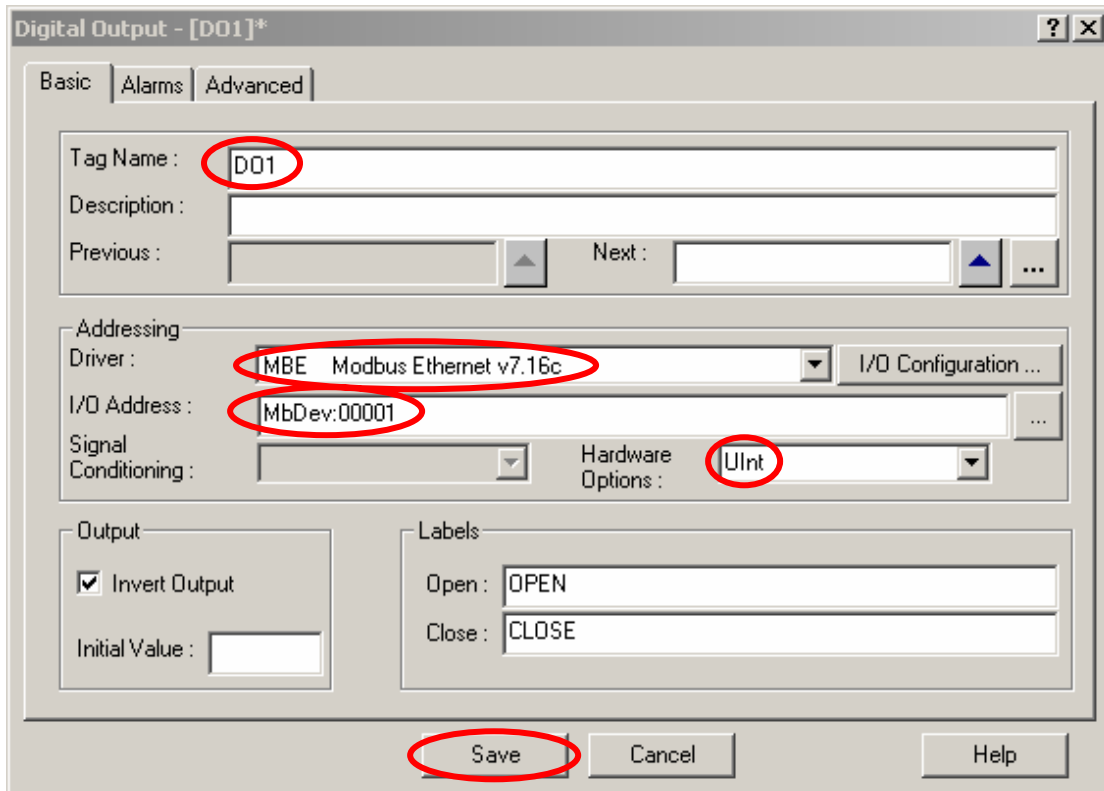 Digital Output - [DO1]*
Basic Alarms Advanced
Tag Name : DO1
Description :
Previous : Next : ...
Addressing
Driver : MBE Modbus Ethernet v7.16c I/O Configuration ...
I/O Address : MbDev:00001 ...
Signal Conditioning : Hardware Options : UInt
Output Labels
Invert Output Open : OPEN
Initial Value : Close : CLOSE
Save Cancel Help